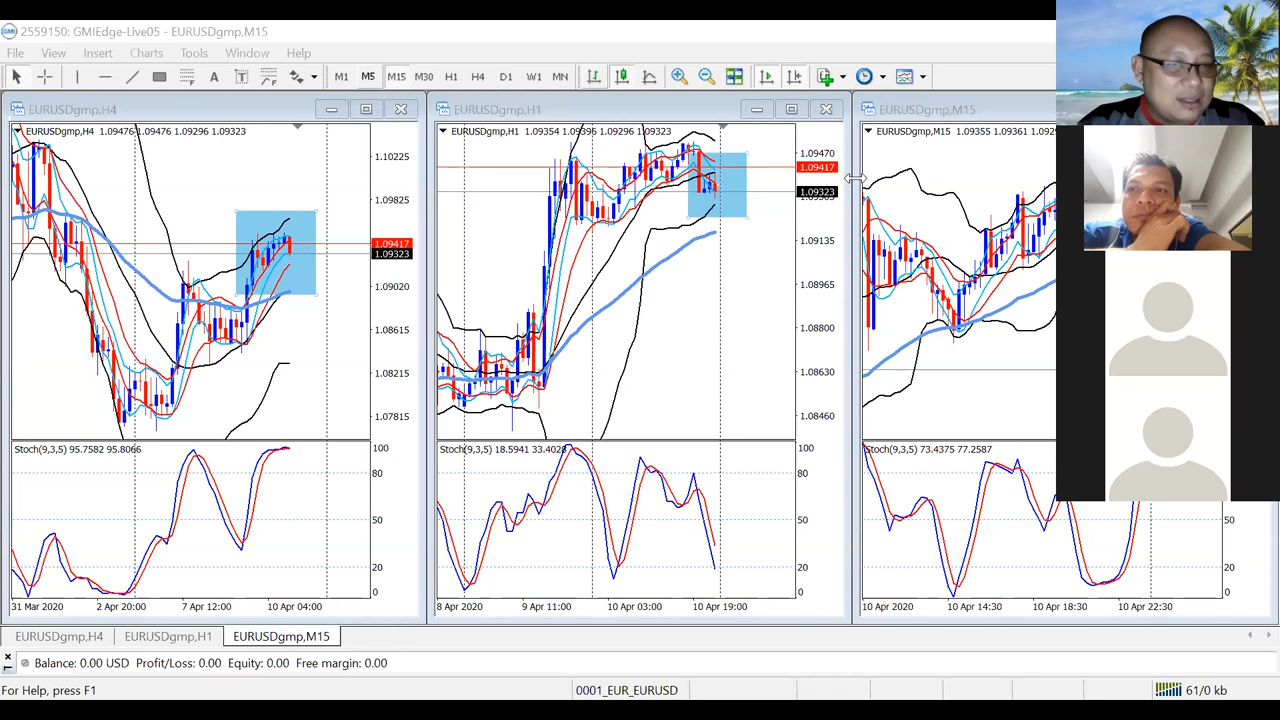 2559150: GMIEdge-Live05 - EURUSDgmp,M15
File View Insert Charts Tools Window Help
A T M1 M5 M15 M30 H1 H4 D1 W1 MN
EURUSDgmp,H4
EURUSDgmp,H4 1.09476 1.09476 1.09296 1.09323
1.10225
1.09825
1.09417
1.09323
1.09020
1.08615
1.08215
1.07815
Stoch(9,3,5) 95.7582 95.8066
100
80
50
20
0
31 Mar 2020 2 Apr 20:00 7 Apr 12:00 10 Apr 04:00
EURUSDgmp,H1
EURUSDgmp,H1 1.09354 1.09396 1.09296 1.09323
1.09470
1.09417
1.09323
1.09135
1.08965
1.08800
1.08630
1.08460
Stoch(9,3,5) 18.5941 33.4028
100
80
50
20
0
8 Apr 2020 9 Apr 11:00 10 Apr 03:00 10 Apr 19:00
EURUSDgmp,M15
EURUSDgmp,M15 1.09355 1.09361
Stoch(9,3,5) 73.4375 77.2587
50
20
0
10 Apr 2020 10 Apr 14:30 10 Apr 18:30 10 Apr 22:30
EURUSDgmp,H4 EURUSDgmp,H1 EURUSDgmp,M15
Balance: 0.00 USD Profit/Loss: 0.00 Equity: 0.00 Free margin: 0.00
For Help, press F1 0001_EUR_EURUSD 61/0 kb